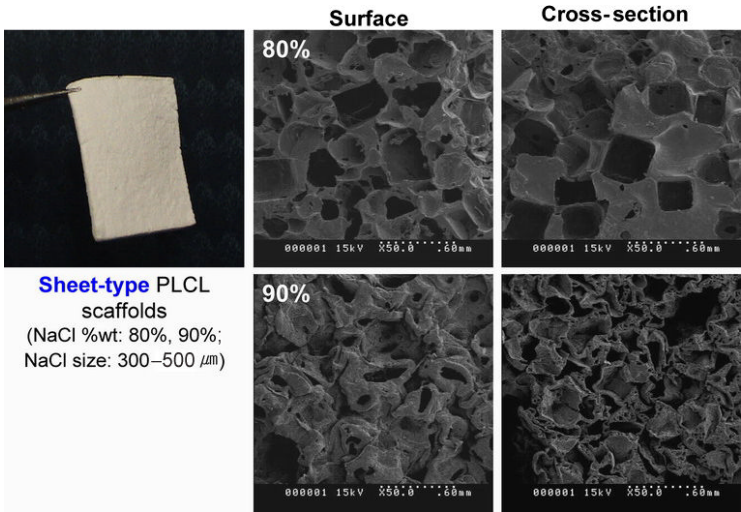 Surface
Cross-section
80%
000001 15kV X50.0 .60mm
000001 15kV X50.0 .60mm
Sheet-type PLCL
scaffolds
(NaCl %wt: 80%, 90%;
NaCl size: 300–500 ㎛)
90%
000001 15kV X50.0 .60mm
000001 15kV X50.0 .60mm